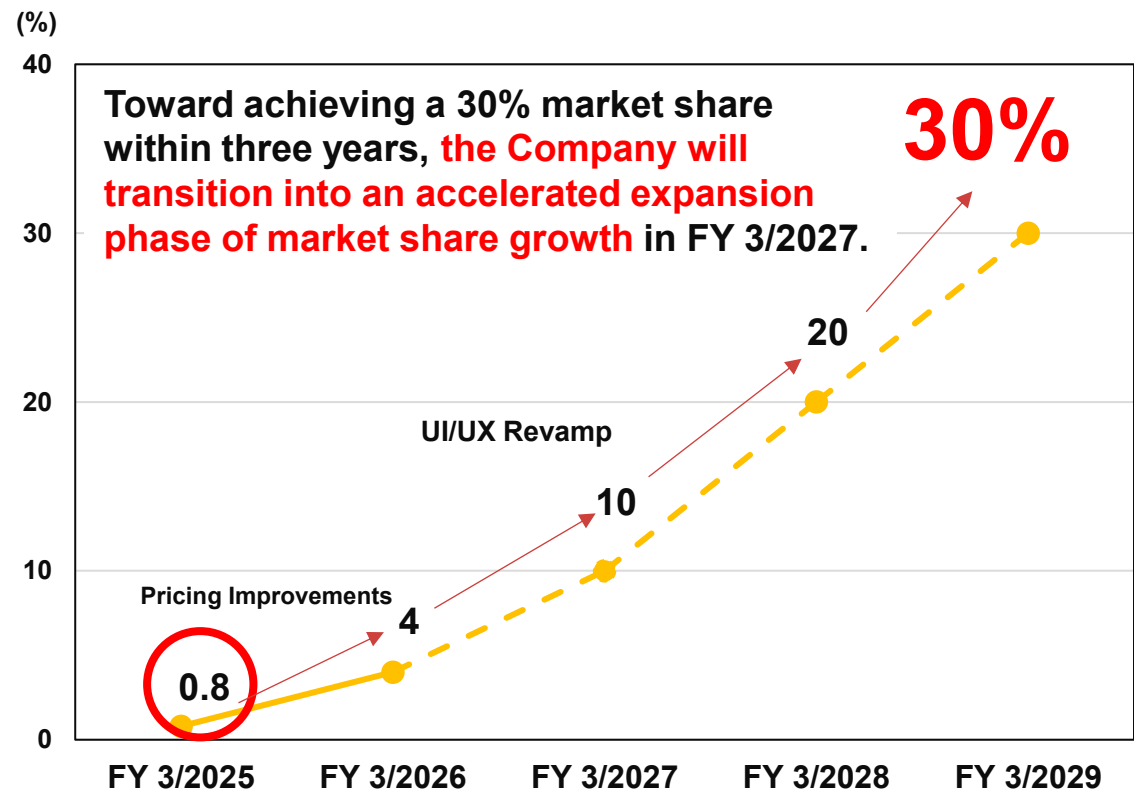 (%)
40
Toward achieving a 30% market share
within three years, the Company will
transition into an accelerated expansion
phase of market share growth in FY 3/2027.
30%
30
20
20
UI/UX Revamp
10
10
Pricing Improvements
4
0.8
0
FY 3/2025 FY 3/2026 FY 3/2027 FY 3/2028 FY 3/2029